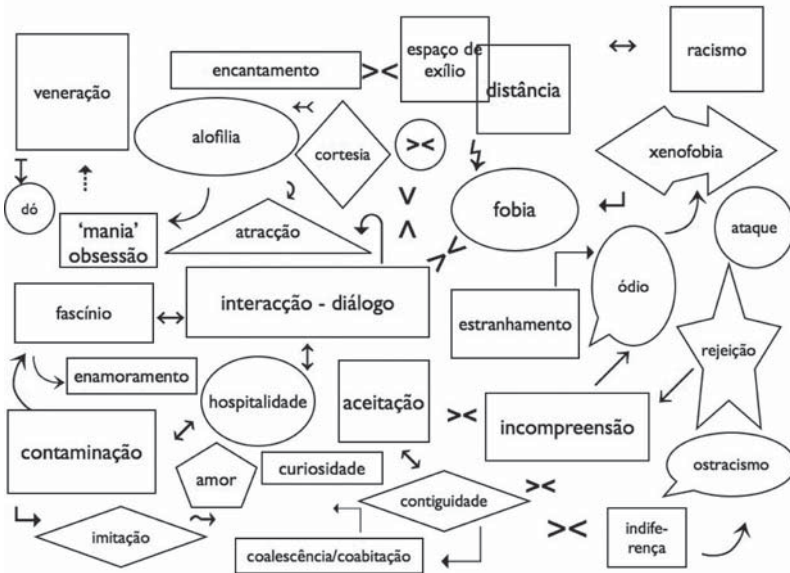 espaço de
exílio
racismo
encantamento
veneração
distância
alofilia
cortesia
xenofobia
dó
fobia
ataque
‘mania’
obsessão
atracção
ódio
fascínio
interacção - diálogo
estranhamento
rejeição
enamoramento
hospitalidade
aceitação
incompreensão
contaminação
curiosidade
ostracismo
amor
contiguidade
imitação
indife-
rença
coalescência/coabitação